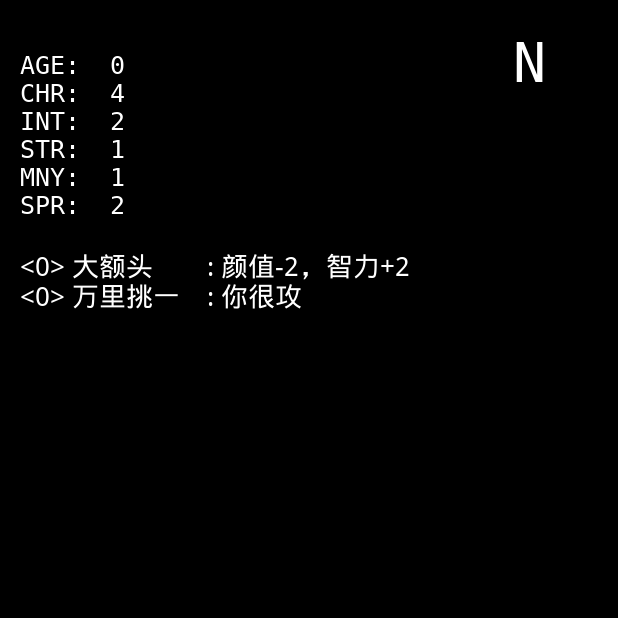 N
AGE: 0
CHR: 4
INT: 2
STR: 1
MNY: 1
SPR: 2
<O> 大额头 : 颜值-2，智力+2
<O> 万里挑一 : 你很攻